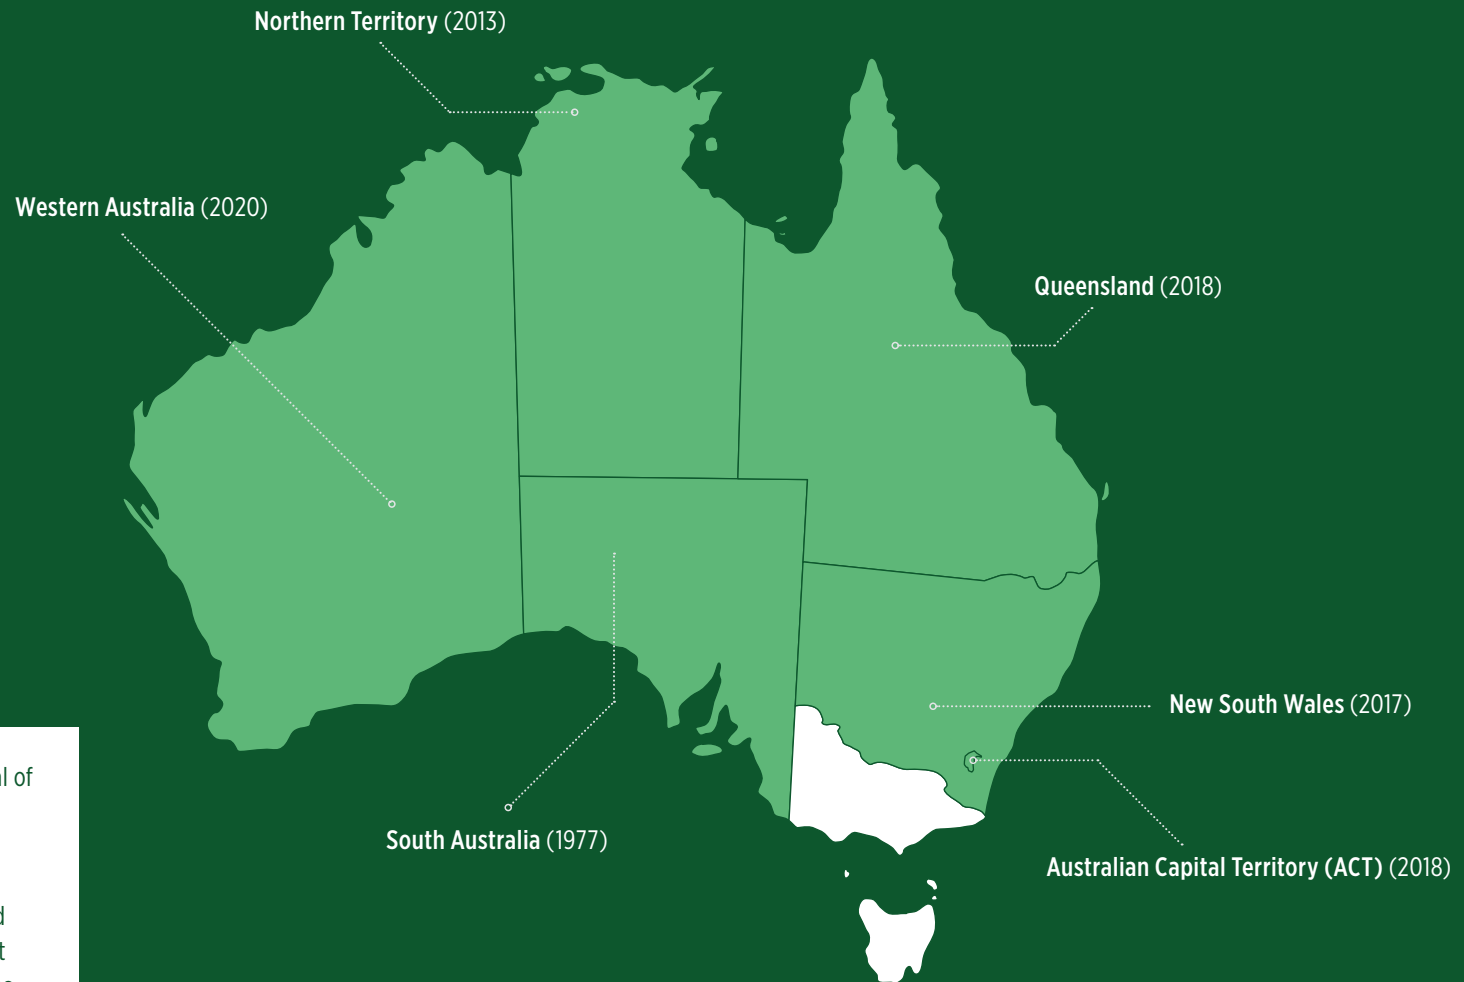 Northern Territory (2013)
Western Australia (2020)
Queensland (2018)
New South Wales (2017)
South Australia (1977)
Australian Capital Territory (ACT) (2018)
of